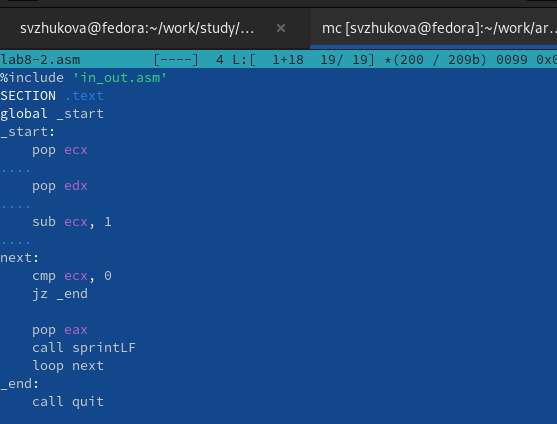 svzhukova@fedora:~/work/study/... × mc [svzhukova@fedora]:~/work/ar...
lab8-2.asm [----] 4 L:[ 1+18 19/ 19] *(200 / 209b) 0099 0x0
%include 'in_out.asm'
SECTION .text
global _start
_start:
pop ecx
....
pop edx
....
sub ecx, 1
....
next:
cmp ecx, 0
jz _end
pop eax
call sprintLF
loop next
_end:
call quit